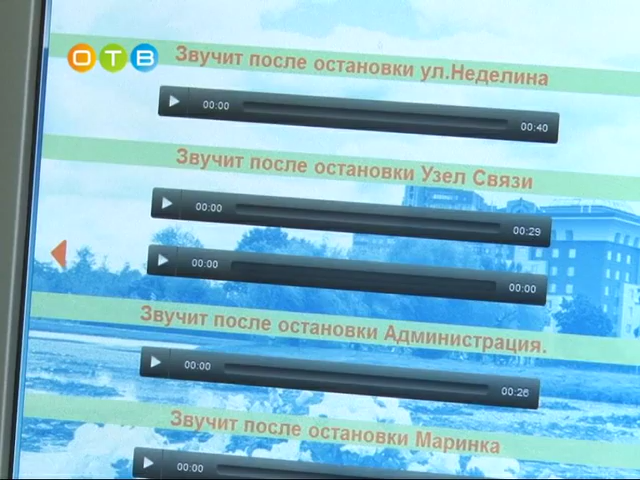 ОТВ
Звучит после остановки ул.Неделина
00:00 00:40
Звучит после остановки Узел Связи
00:00 00:29
00:00 00:00
Звучит после остановки Администрация.
00:00 00:26
Звучит после остановки Маринка
00:00